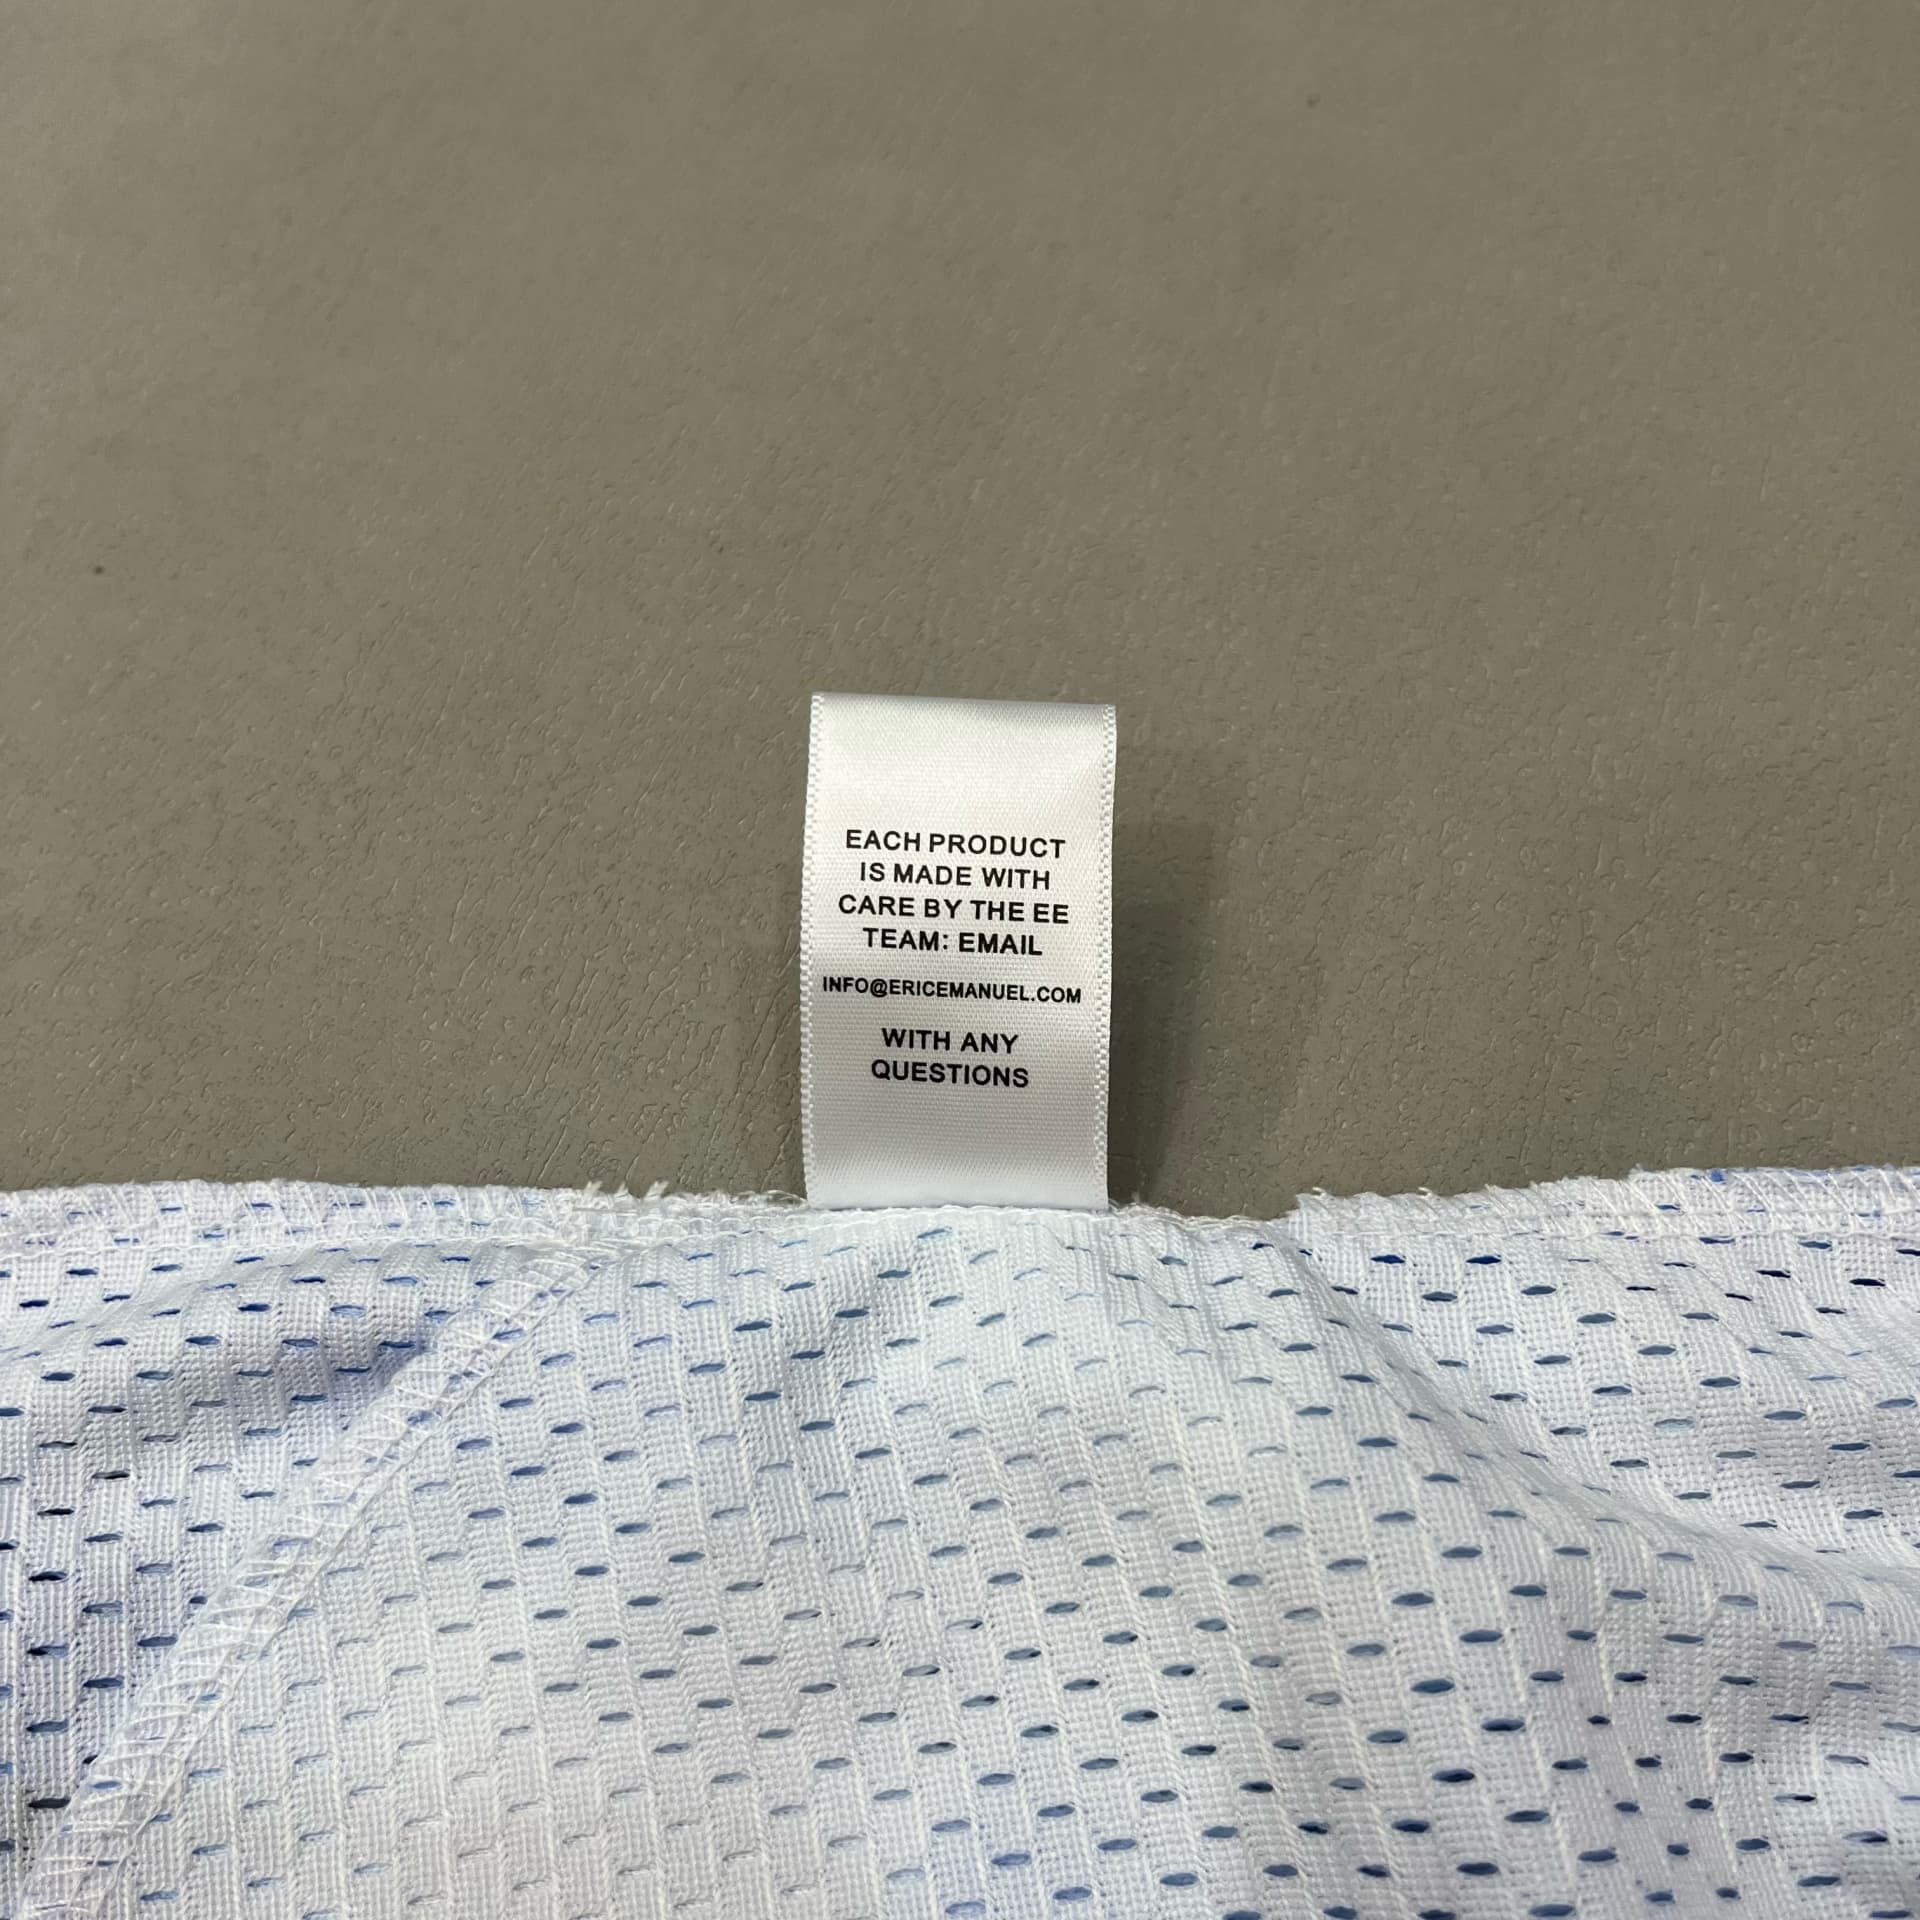 EACH PRODUCT
IS MADE WITH
CARE BY THE EE
TEAM: EMAIL
INFO@ERICEMANUEL.COM
WITH ANY
QUESTIONS